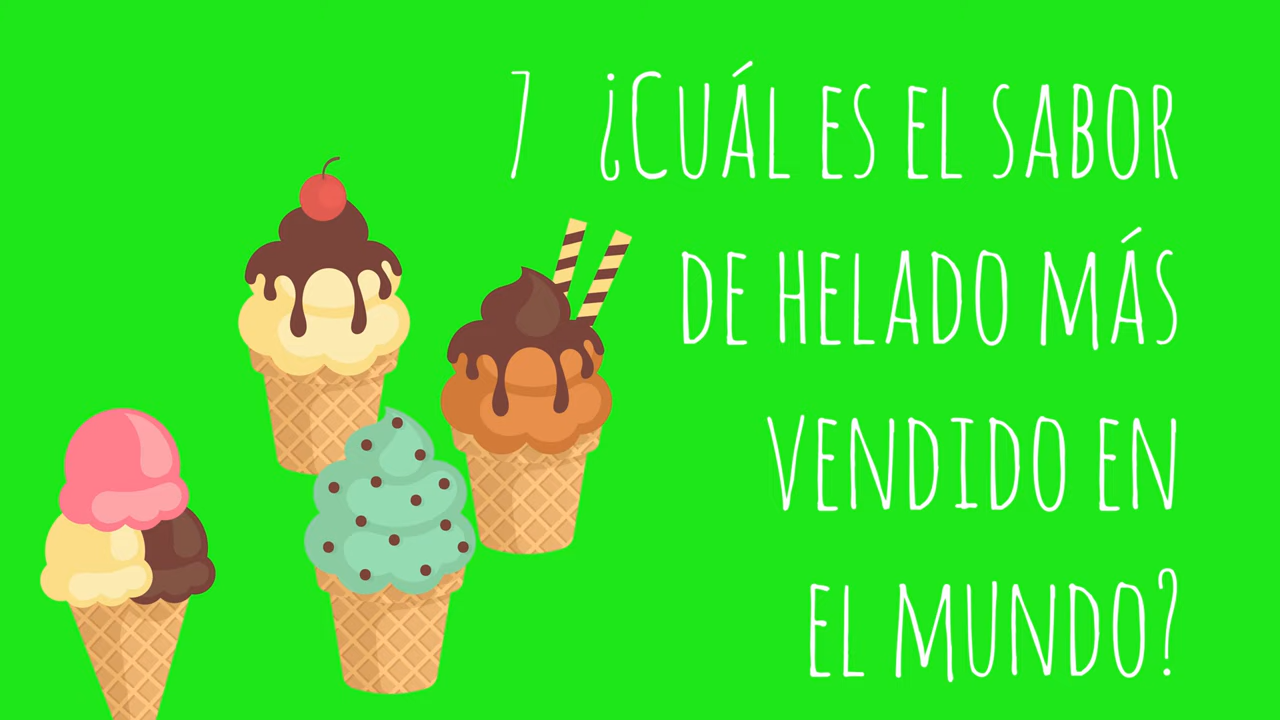 7 ¿Cuál es el sabor
de helado más
vendido en
el mundo?